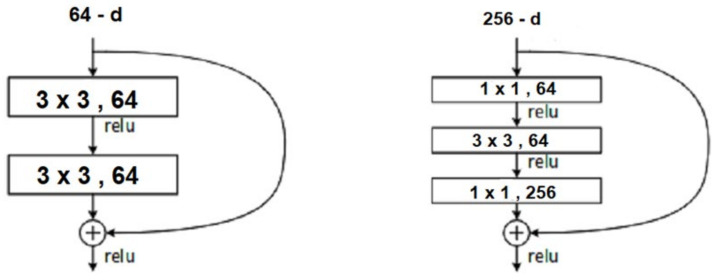 64 - d
3 x 3 , 64
relu
3 x 3 , 64
+
relu
256 - d
1 x 1 , 64
relu
3 x 3 , 64
relu
1 x 1 , 256
+
relu